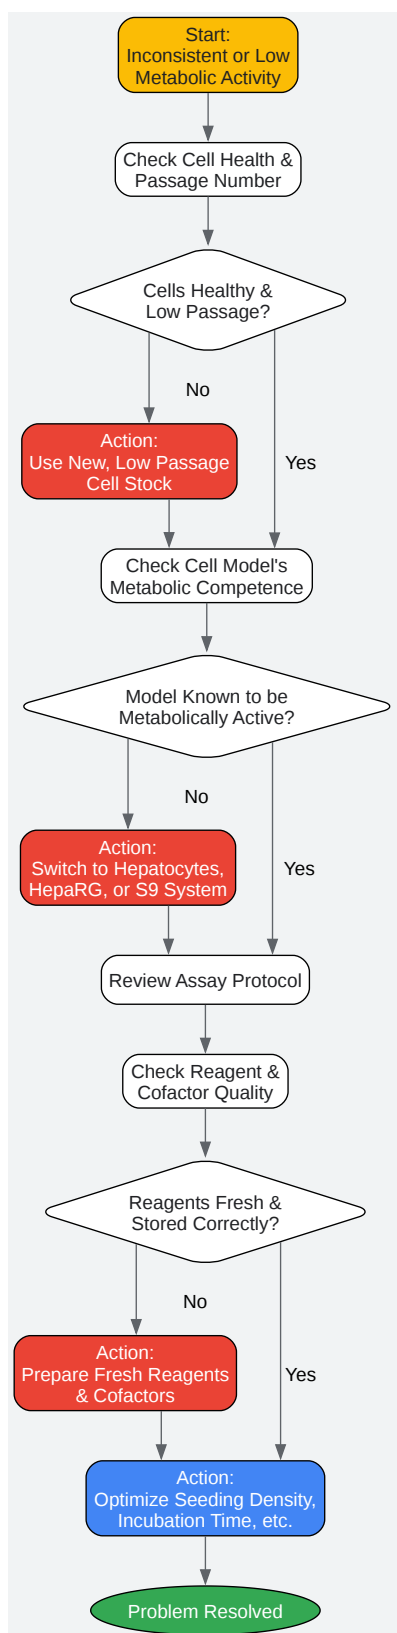 Start:
Inconsistent or Low
Metabolic Activity
Check Cell Health &
Passage Number
Cells Healthy &
Low Passage?
No
Action:
Use New, Low Passage
Cell Stock
Yes
Check Cell Model's
Metabolic Competence
Model Known to be
Metabolically Active?
No
Action:
Switch to Hepatocytes,
HepaRG, or S9 System
Yes
Review Assay Protocol
Check Reagent &
Cofactor Quality
Reagents Fresh &
Stored Correctly?
No
Action:
Prepare Fresh Reagents
& Cofactors
Yes
Action:
Optimize Seeding Density,
Incubation Time, etc.
Problem Resolved